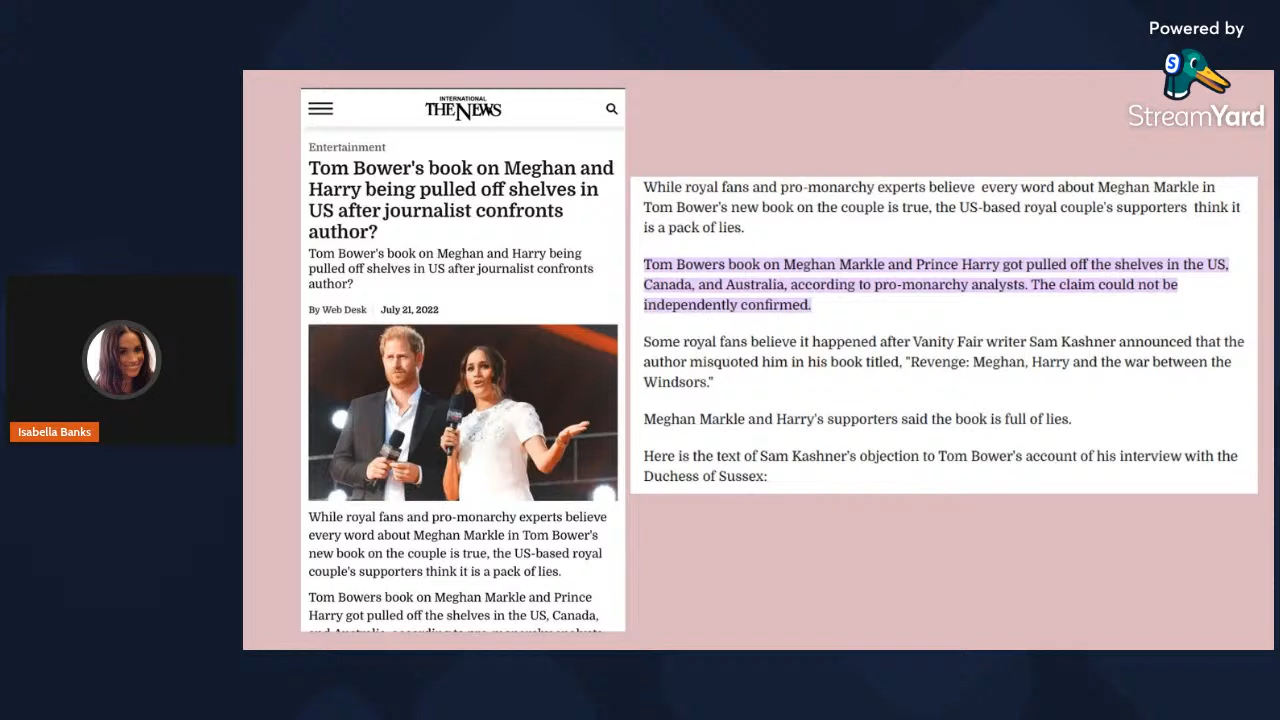 Powered by
StreamYard
INTERNATIONAL
THE NEWS
Entertainment
Tom Bower's book on Meghan and
Harry being pulled off shelves in
US after journalist confronts
author?
Tom Bower's book on Meghan and Harry being
pulled off shelves in US after journalist confronts
author?
By Web Desk | July 21, 2022
While royal fans and pro-monarchy experts believe
every word about Meghan Markle in Tom Bower's
new book on the couple is true, the US-based royal
couple's supporters think it is a pack of lies.
Tom Bowers book on Meghan Markle and Prince
Harry got pulled off the shelves in the US, Canada,
and Australia, according to pro-monarchy analysts.
While royal fans and pro-monarchy experts believe every word about Meghan Markle in
Tom Bower's new book on the couple is true, the US-based royal couple's supporters think it
is a pack of lies.
Tom Bowers book on Meghan Markle and Prince Harry got pulled off the shelves in the US,
Canada, and Australia, according to pro-monarchy analysts. The claim could not be
independently confirmed.
Some royal fans believe it happened after Vanity Fair writer Sam Kashner announced that the
author misquoted him in his book titled, "Revenge: Meghan, Harry and the war between the
Windsors."
Meghan Markle and Harry's supporters said the book is full of lies.
Here is the text of Sam Kashner's objection to Tom Bower's account of his interview with the
Duchess of Sussex:
Isabella Banks